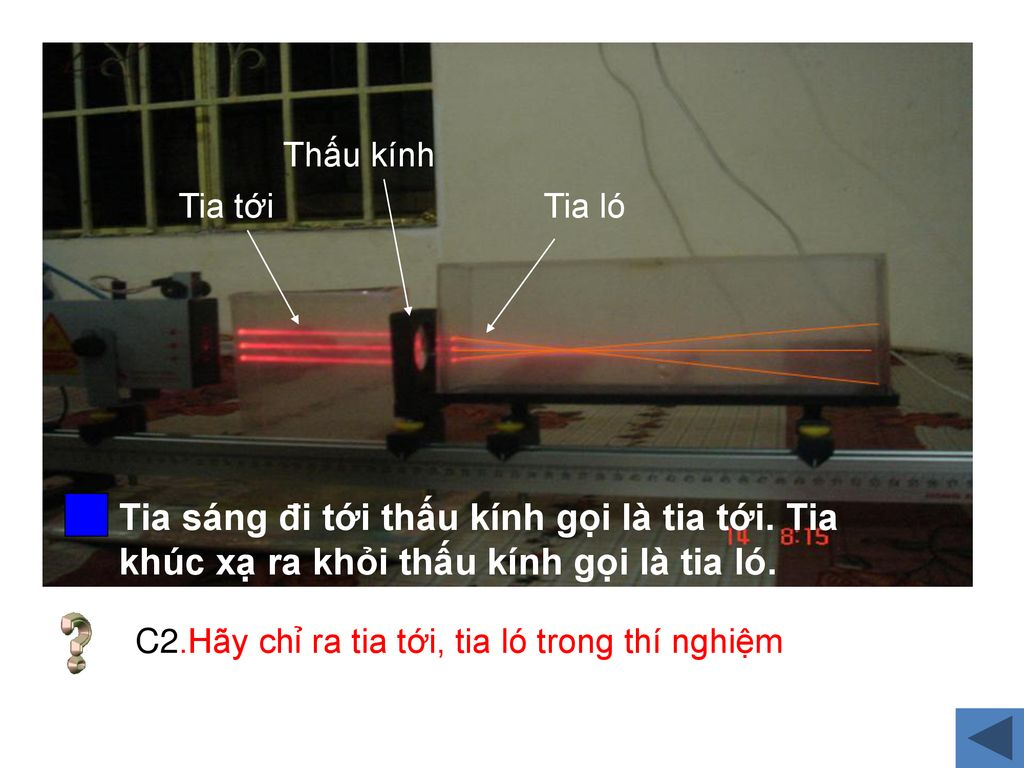 Thấu kính
Tia tới
Tia ló
Tia sáng đi tới thấu kính gọi là tia tới. Tia
khúc xạ ra khỏi thấu kính gọi là tia ló.
14 8:15
C2.Hãy chỉ ra tia tới, tia ló trong thí nghiệm